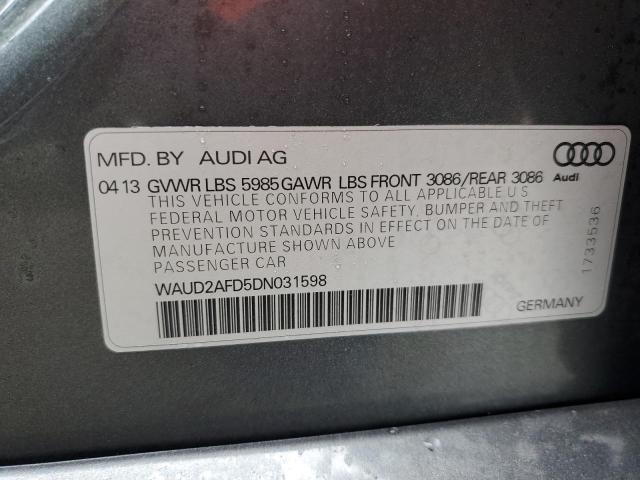 MFD. BY AUDI AG
04 13 GVWR LBS 5985 GAWR LBS FRONT 3086/REAR 3086
THIS VEHICLE CONFORMS TO ALL APPLICABLE U S
FEDERAL MOTOR VEHICLE SAFETY, BUMPER AND THEFT
PREVENTION STANDARDS IN EFFECT ON THE DATE OF
MANUFACTURE SHOWN ABOVE
PASSENGER CAR
WAUD2AFD5DN031598
Audi
1733536
GERMANY